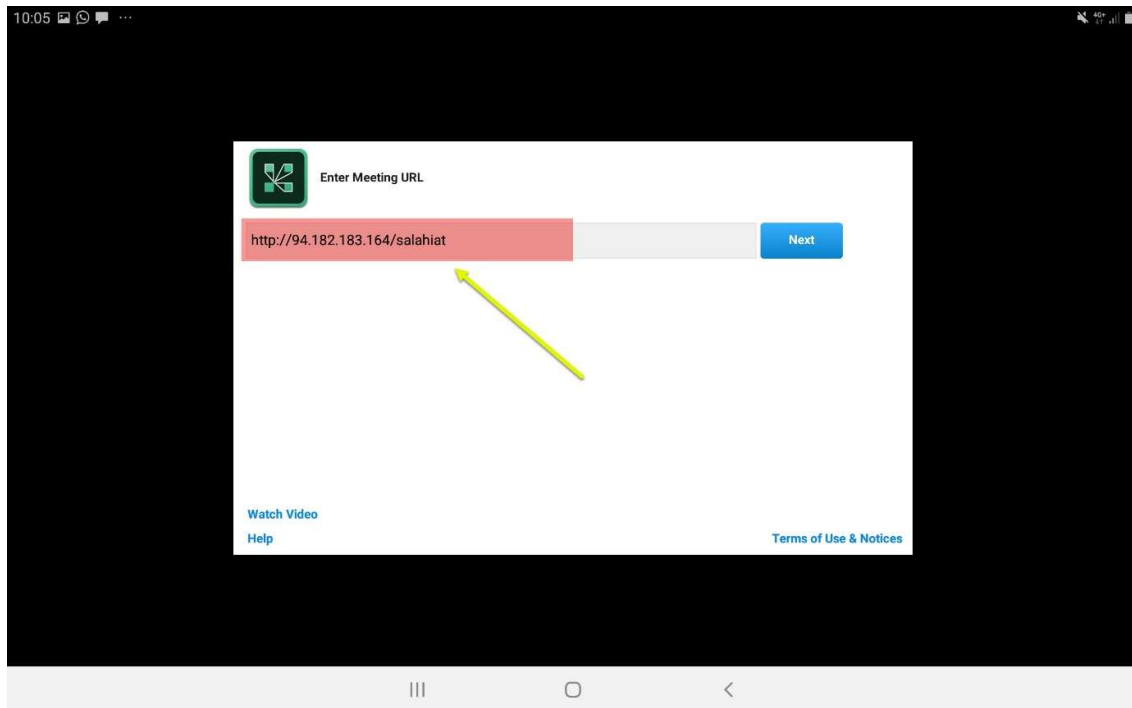 10:05
4G+
Enter Meeting URL
http://94.182.183.164/salahiat
Next
Watch Video
Help
Terms of Use & Notices